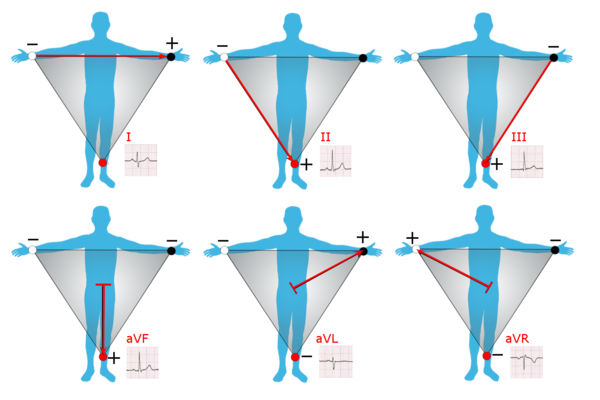 − +
− −
I II III
+ +
− − − + + −
aVF aVL aVR
+ − −